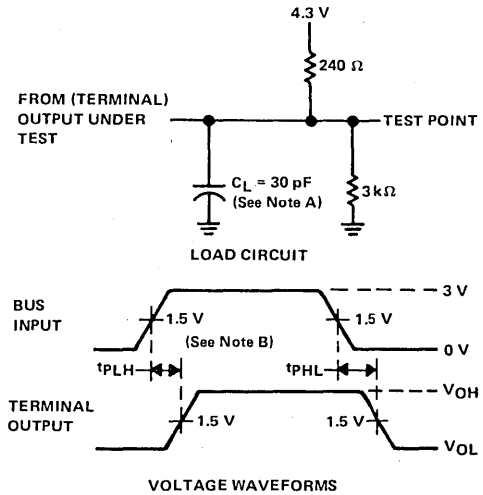 4.3 V
240 Ω
FROM (TERMINAL)
OUTPUT UNDER
TEST
TEST POINT
CL = 30 pF
(See Note A)
3 kΩ
LOAD CIRCUIT
BUS
INPUT
3 V
1.5 V
1.5 V
(See Note B)
0 V
tPLH
tPHL
TERMINAL
OUTPUT
VOH
1.5 V
1.5 V
VOL
VOLTAGE WAVEFORMS